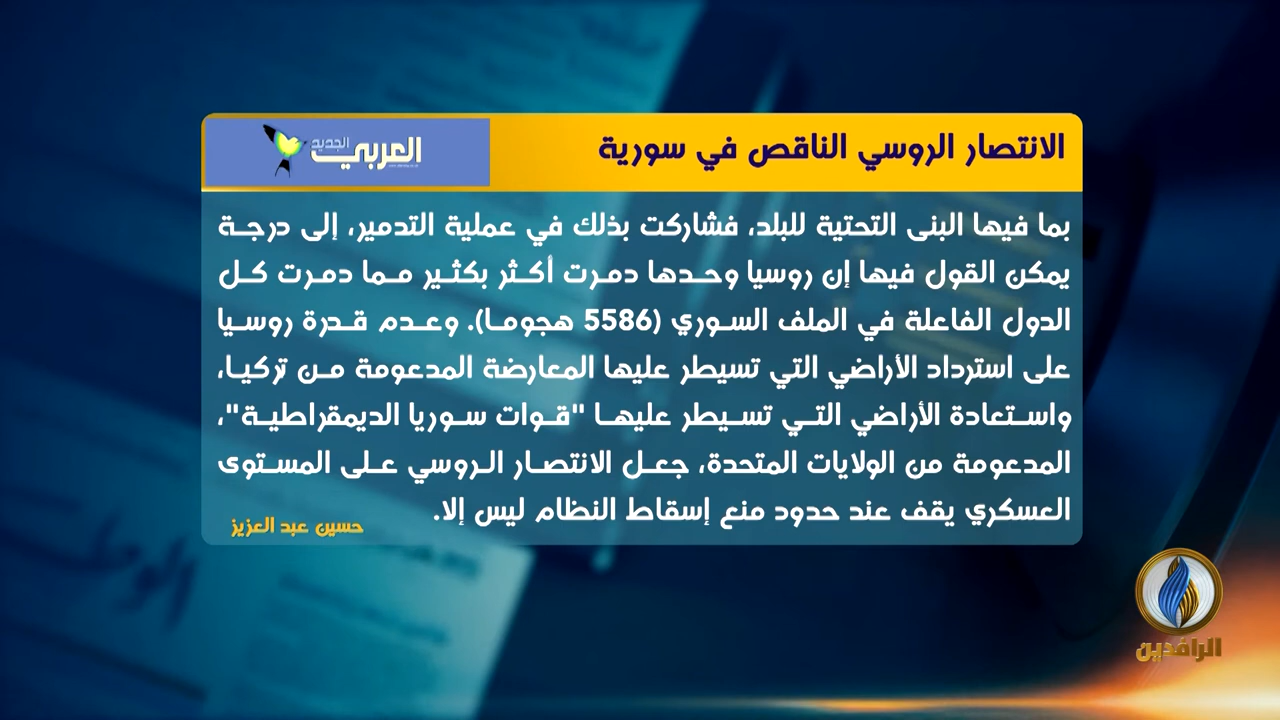 الانتصار الروسي الناقص في سورية
العربي الجديد
بما فيها البنى التحتية للبلد، فشاركت بذلك في عملية التدمير، إلى درجة
يمكن القول فيها إن روسيا وحدها دمرت أكثر بكثير مما دمرت كل
الدول الفاعلة في الملف السوري (5586 هجوما). وعدم قدرة روسيا
على استرداد الأراضي التي تسيطر عليها المعارضة المدعومة من تركيا،
واستعادة الأراضي التي تسيطر عليها "قوات سوريا الديمقراطية"،
المدعومة من الولايات المتحدة، جعل الانتصار الروسي على المستوى
العسكري يقف عند حدود منع إسقاط النظام ليس إلا.
حسين عبد العزيز
الرافدين